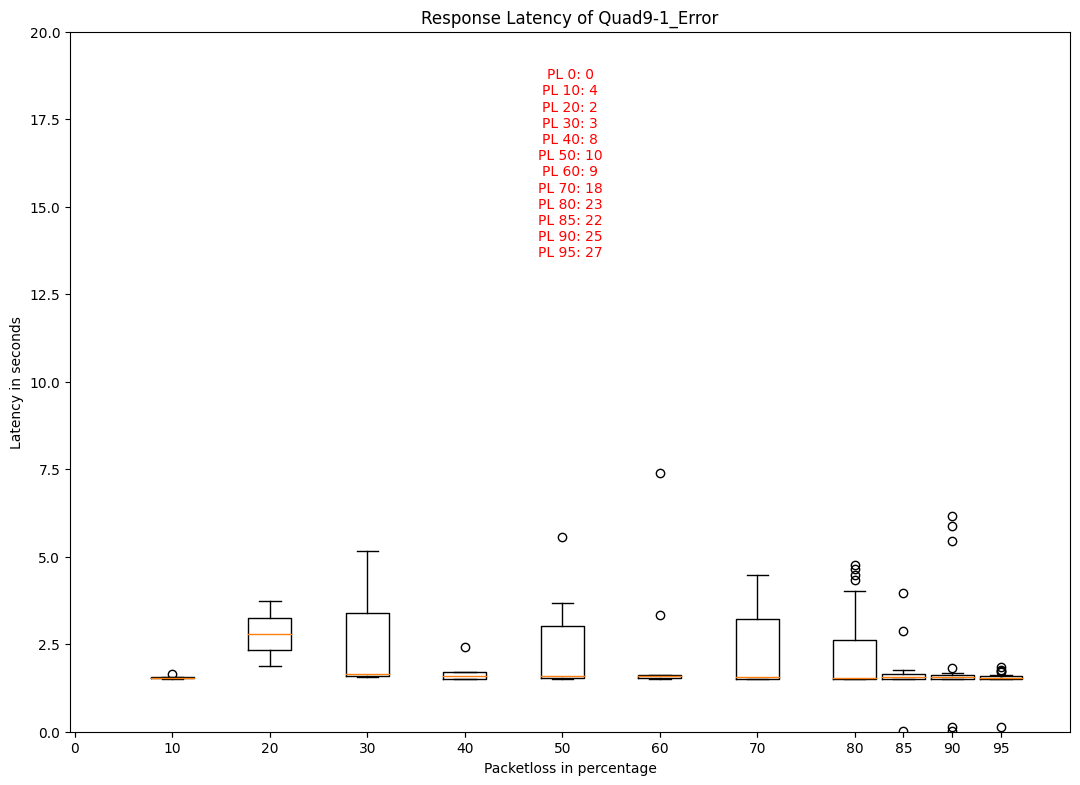 Response Latency of Quad9-1_Error
20.0
17.5
15.0
12.5
10.0
7.5
5.0
2.5
0.0
Latency in seconds
PL 0: 0
PL 10: 4
PL 20: 2
PL 30: 3
PL 40: 8
PL 50: 10
PL 60: 9
PL 70: 18
PL 80: 23
PL 85: 22
PL 90: 25
PL 95: 27
0 10 20 30 40 50 60 70 80 85 90 95
Packetloss in percentage